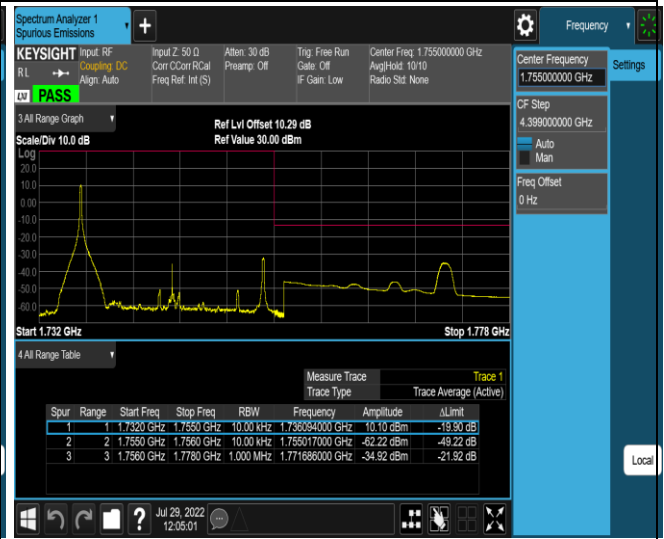 Spectrum Analyzer 1
Spurious Emissions
Frequency
KEYSIGHT Input: RF Input Z: 50 Ω Atten: 30 dB Trig: Free Run Center Freq: 1.755000000 GHz
RL Coupling: DC Corr CCorr RCal Preamp: Off Gate: Off Avg|Hold: 10/10
Align: Auto Freq Ref: Int (S) IF Gain: Low Radio Std: None
LXI PASS
3 All Range Graph
Ref Lvl Offset 10.29 dB
Scale/Div 10.0 dB Ref Value 30.00 dBm
Log
20.0
10.0
0.00
-10.0
-20.0
-30.0
-40.0
-50.0
-60.0
Start 1.732 GHz Stop 1.778 GHz
4 All Range Table
Measure Trace Trace 1
Trace Type Trace Average (Active)
Spur Range Start Freq Stop Freq RBW Frequency Amplitude ΔLimit
1 1 1.7320 GHz 1.7550 GHz 10.00 kHz 1.736094000 GHz 10.10 dBm -19.90 dB
2 2 1.7550 GHz 1.7560 GHz 10.00 kHz 1.755017000 GHz -62.22 dBm -49.22 dB
3 3 1.7560 GHz 1.7780 GHz 1.000 MHz 1.771686000 GHz -34.92 dBm -21.92 dB
Jul 29, 2022
12:05:01
Center Frequency
1.755000000 GHz
Settings
CF Step
4.399000000 GHz
Auto
Man
Freq Offset
0 Hz
Local